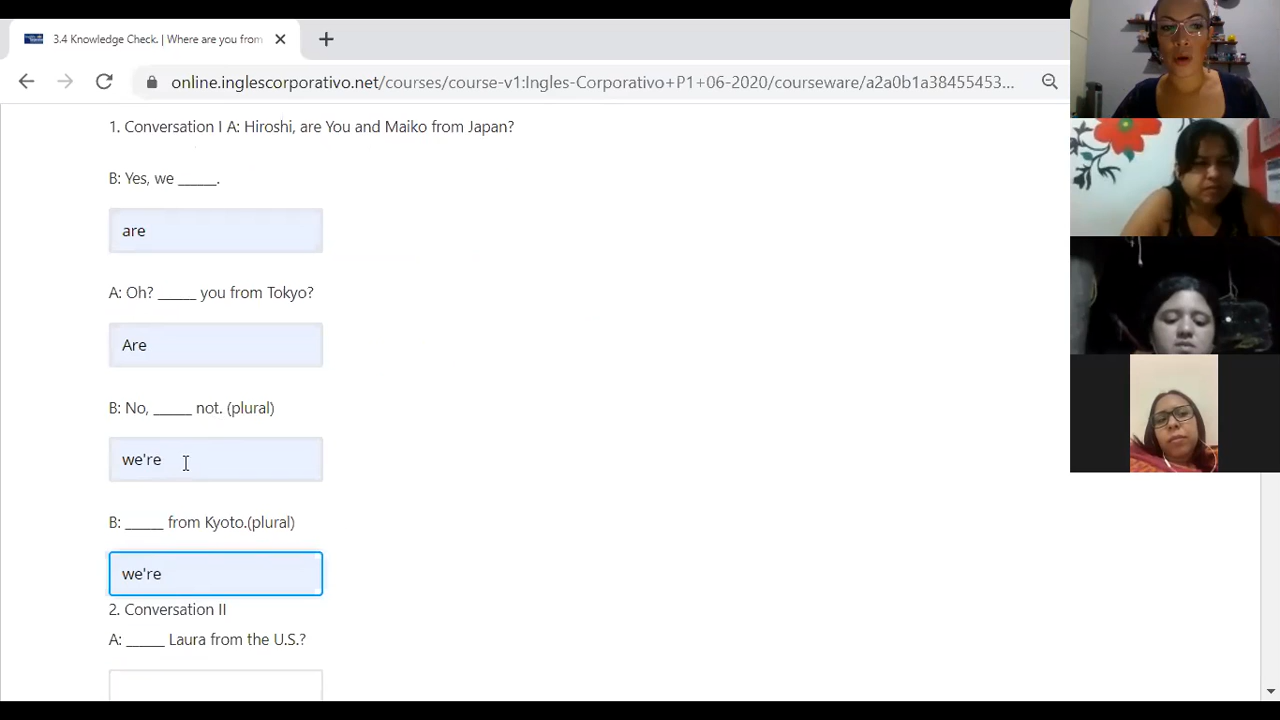 3.4 Knowledge Check. | Where are you from
online.inglescorporativo.net/courses/course-v1:Ingles-Corporativo+P1+06-2020/courseware/a2a0b1a38455453...
1. Conversation I A: Hiroshi, are You and Maiko from Japan?
B: Yes, we _____.
are
A: Oh? _____ you from Tokyo?
Are
B: No, _____ not. (plural)
we're
B: _____ from Kyoto.(plural)
we're
2. Conversation II
A: _____ Laura from the U.S.?